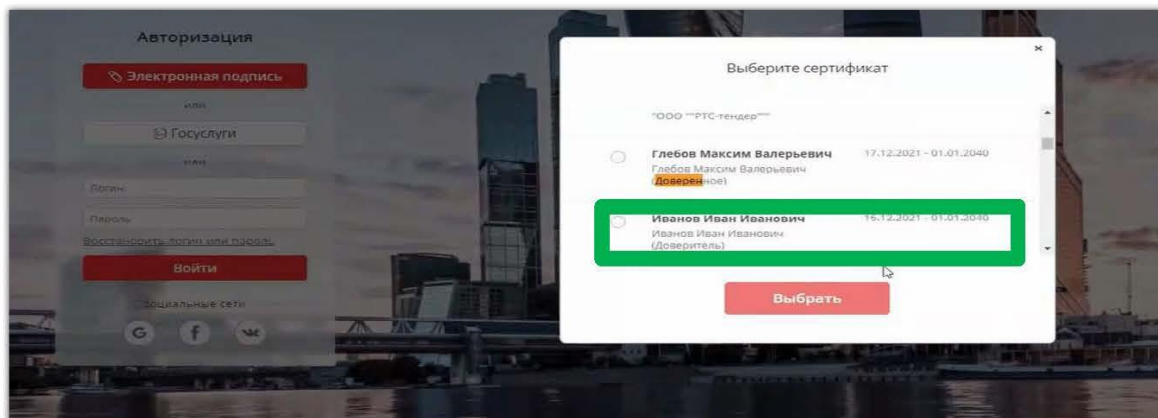 Авторизация
Электронная подпись
или
Госуслуги
или
Логин
Пароль
Восстановить логин или пароль
Войти
Социальные сети
G f
Выберите сертификат
"ООО ""РТС-тендер"""
Глебов Максим Валерьевич 17.12.2021 - 01.01.2040
Глебов Максим Валерьевич
(Доверенное)
Иванов Иван Иванович 16.12.2021 - 01.01.2040
Иванов Иван Иванович
(Доверитель)
Выбрать